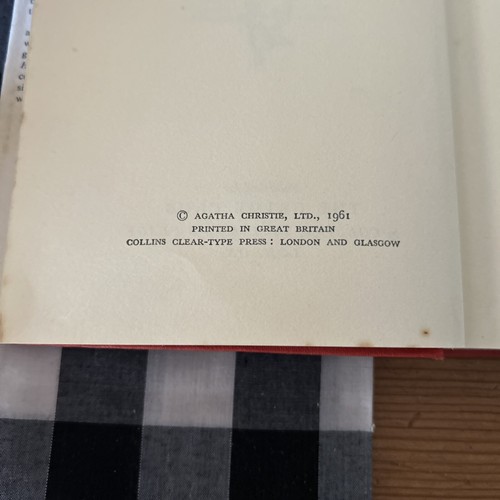 © AGATHA CHRISTIE, LTD., 1961
PRINTED IN GREAT BRITAIN
COLLINS CLEAR-TYPE PRESS: LONDON AND GLASGOW